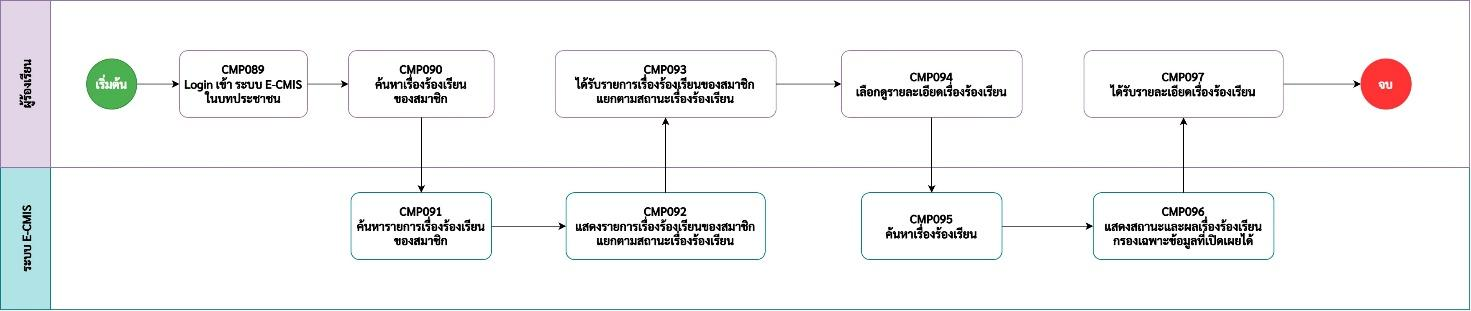 ผู้ร้องเรียน
เริ่มต้น
CMP089
Login เข้า ระบบ E-CMIS
ในบทประชาชน
CMP090
ค้นหาเรื่องร้องเรียน
ของสมาชิก
CMP093
ได้รับรายการเรื่องร้องเรียนของสมาชิก
แยกตามสถานะเรื่องร้องเรียน
CMP094
เลือกดูรายละเอียดเรื่องร้องเรียน
CMP097
ได้รับรายละเอียดเรื่องร้องเรียน
จบ
ระบบ E-CMIS
CMP091
ค้นหารายการเรื่องร้องเรียน
ของสมาชิก
CMP092
แสดงรายการเรื่องร้องเรียนของสมาชิก
แยกตามสถานะเรื่องร้องเรียน
CMP095
ค้นหาเรื่องร้องเรียน
CMP096
แสดงสถานะและผลเรื่องร้องเรียน
กรองเฉพาะข้อมูลที่เปิดเผยได้